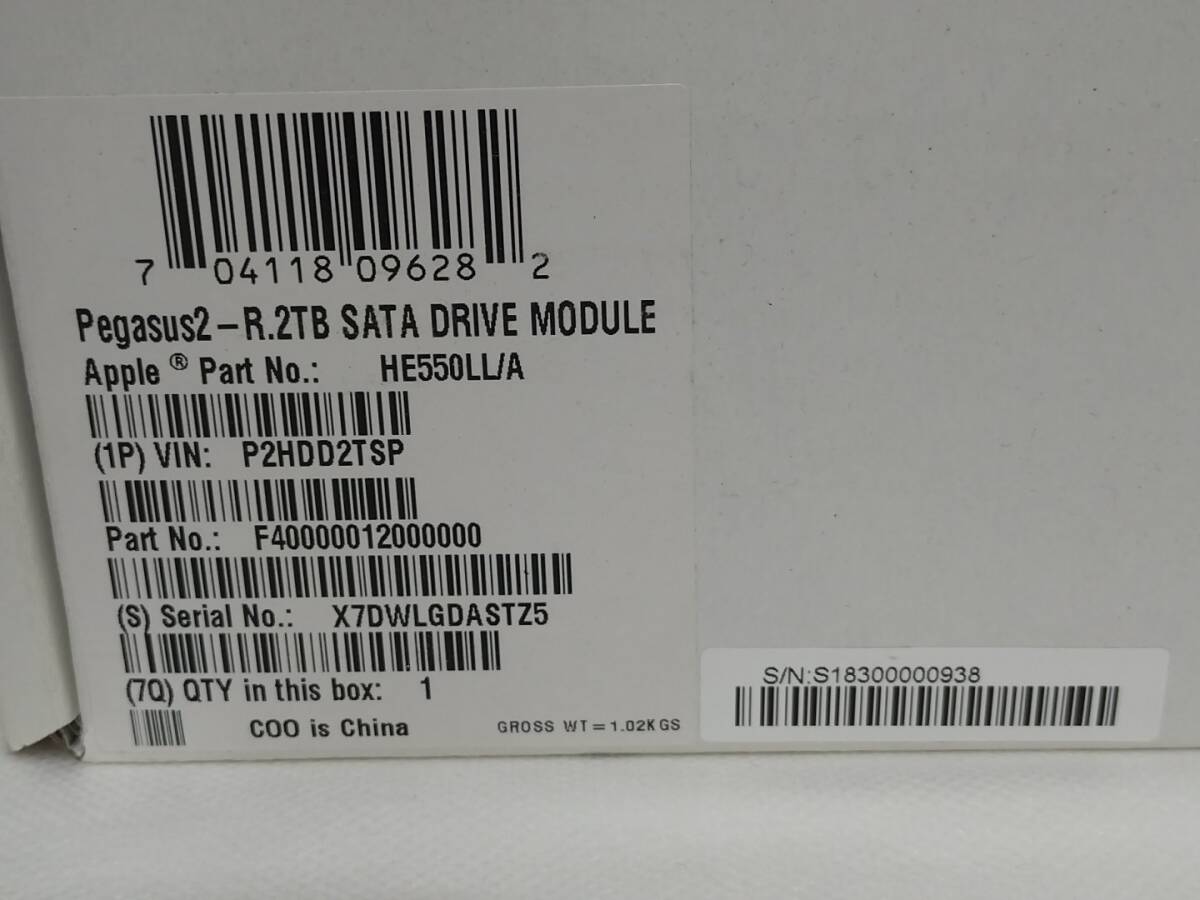 7 04118 09628 2
Pegasus2-R.2TB SATA DRIVE MODULE
Apple ® Part No.: HE550LL/A
(1P) VIN: P2HDD2TSP
Part No.: F40000012000000
(S) Serial No.: X7DWLGDASTZ5
(7Q) QTY in this box: 1
COO is China GROSS WT=1.02KGS
S/N:S18300000938